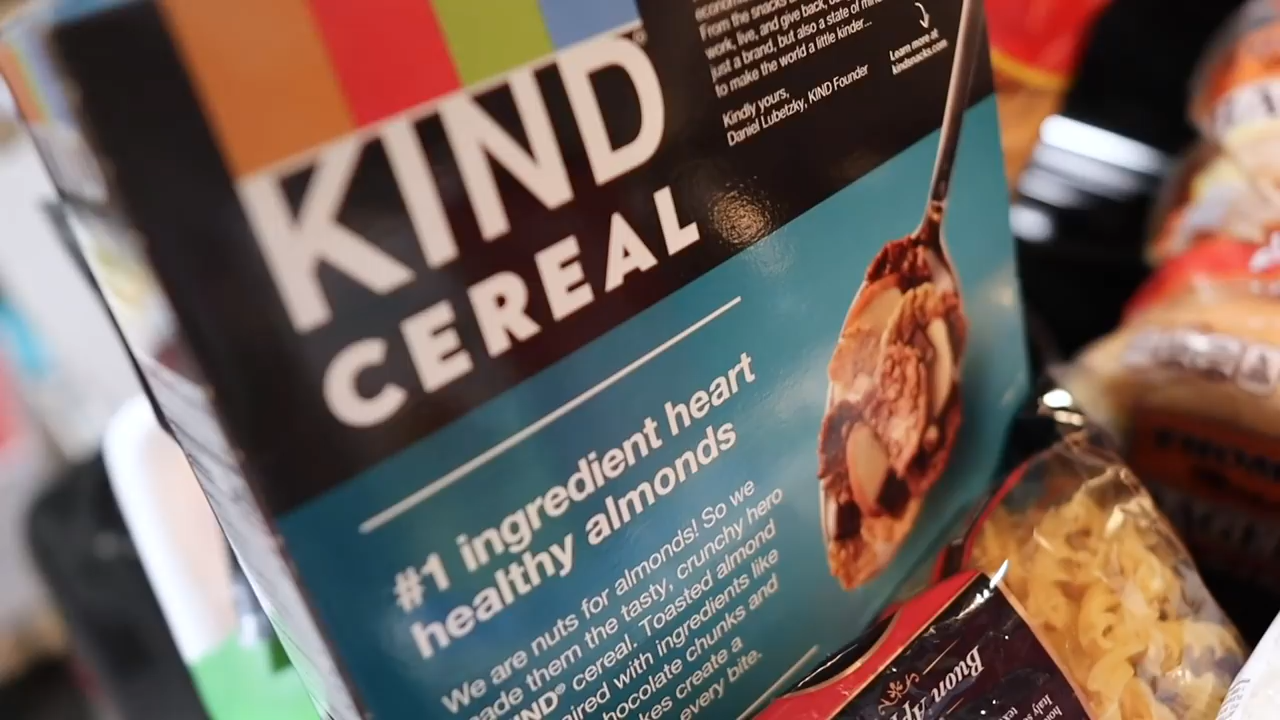 From the snacks
work, live, and give back,
just a brand, but also a state of
to make the world a little kinder...
Kindly yours,
Daniel Lubetzky, KIND Founder
Learn more at
kindsnacks.com
KIND
CEREAL
#1 ingredient heart
healthy almonds
We are nuts for almonds! So we
made them the tasty, crunchy hero
KIND® cereal. Toasted almond
with ingredients like
chunks and
create a
every bite.
Buon